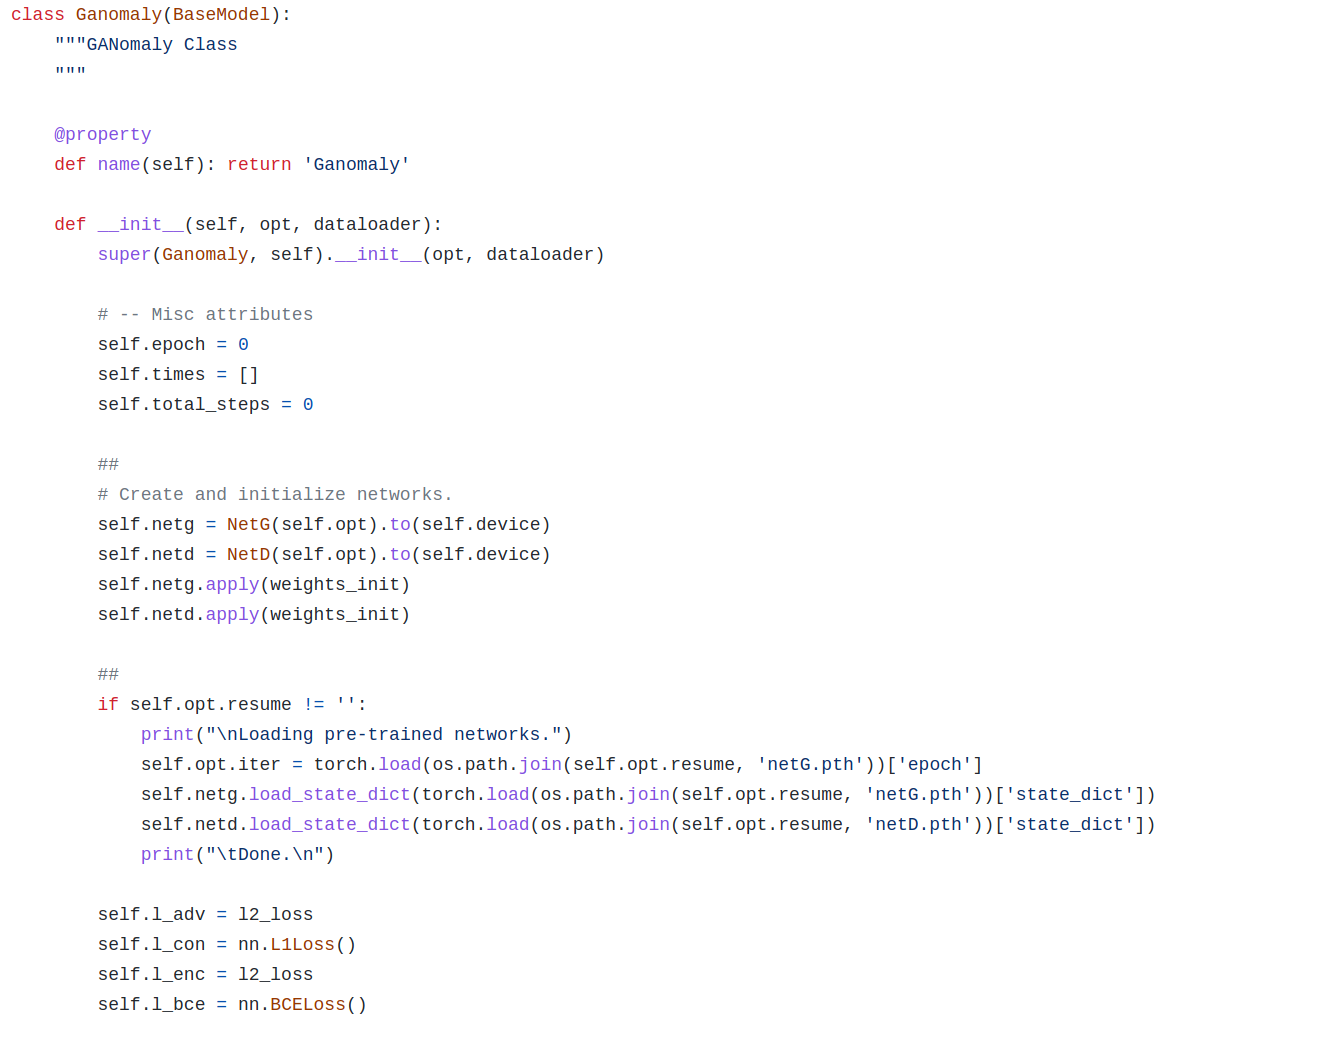 class Ganomaly(BaseModel):
    """GANomaly Class
    """

    @property
    def name(self): return 'Ganomaly'

    def __init__(self, opt, dataloader):
        super(Ganomaly, self).__init__(opt, dataloader)

        # -- Misc attributes
        self.epoch = 0
        self.times = []
        self.total_steps = 0

        ##
        # Create and initialize networks.
        self.netg = NetG(self.opt).to(self.device)
        self.netd = NetD(self.opt).to(self.device)
        self.netg.apply(weights_init)
        self.netd.apply(weights_init)

        ##
        if self.opt.resume != '':
            print("\nLoading pre-trained networks.")
            self.opt.iter = torch.load(os.path.join(self.opt.resume, 'netG.pth'))['epoch']
            self.netg.load_state_dict(torch.load(os.path.join(self.opt.resume, 'netG.pth'))['state_dict'])
            self.netd.load_state_dict(torch.load(os.path.join(self.opt.resume, 'netD.pth'))['state_dict'])
            print("\tDone.\n")

        self.l_adv = l2_loss
        self.l_con = nn.L1Loss()
        self.l_enc = l2_loss
        self.l_bce = nn.BCELoss()